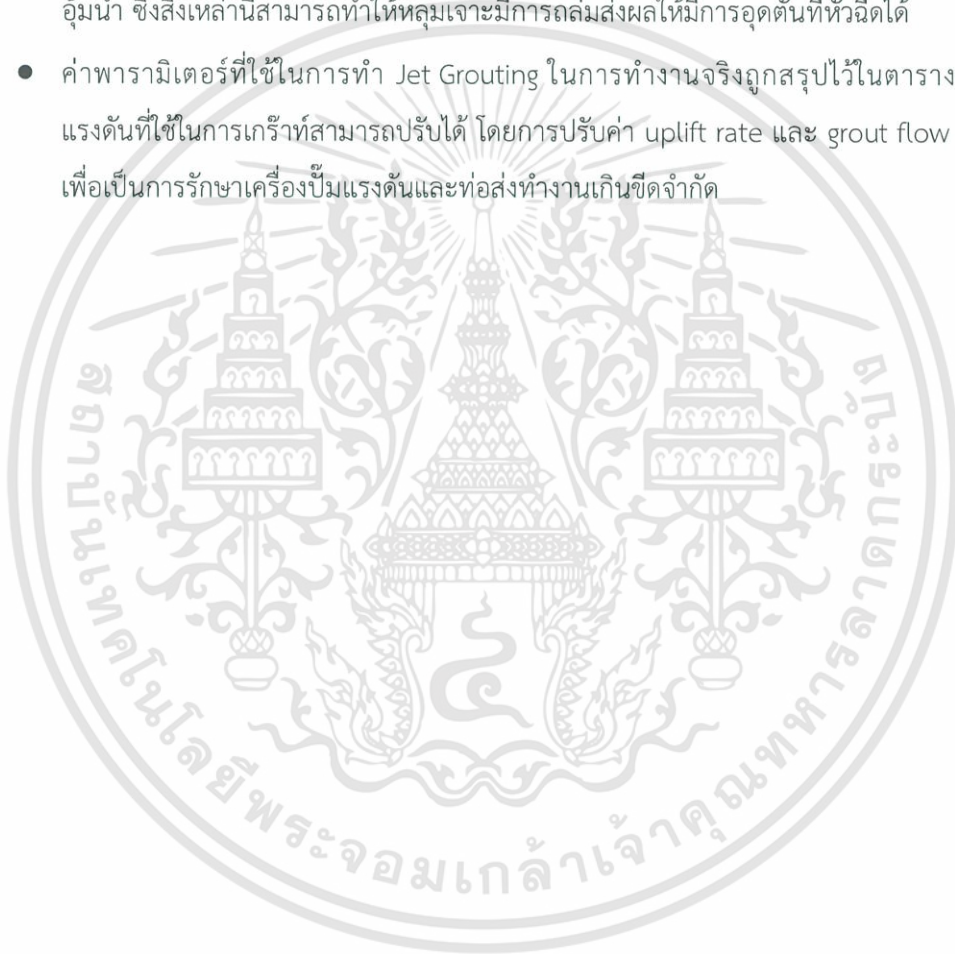 อุ้มน้ำ ซึ่งสิ่งเหล่านี้สามารถทำให้หลุมเจาะมีการถล่มส่งผลให้มีการอุดตันที่หัวฉีดได้
● ค่าพารามิเตอร์ที่ใช้ในการทำ Jet Grouting ในการทำงานจริงถูกสรุปไว้ในตาราง
แรงดันที่ใช้ในการเกร๊าท์สามารถปรับได้ โดยการปรับค่า uplift rate และ grout flow
เพื่อเป็นการรักษาเครื่องปั๊มแรงดันและท่อส่งทำงานเกินขีดจำกัด
สถาบันเทคโนโลยีพระจอมเกล้าเจ้าคุณทหารลาดกระบัง